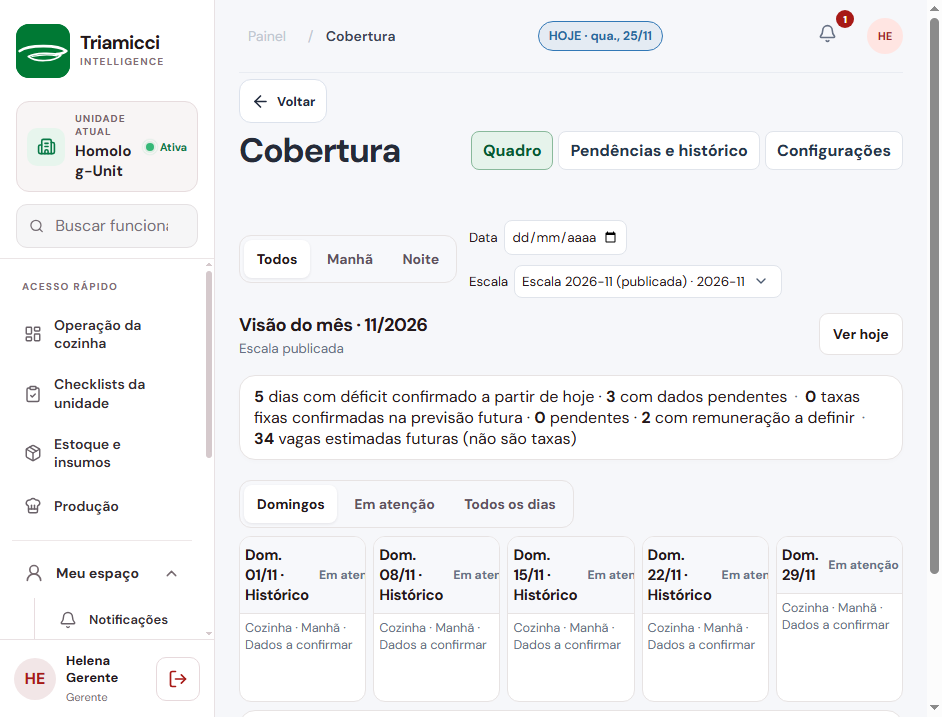 Triamicci
INTELLIGENCE
UNIDADE
ATUAL
Homolo
g-Unit
Ativa
Buscar funciona
ACESSO RÁPIDO
Operação da
cozinha
Checklists da
unidade
Estoque e
insumos
Produção
Meu espaço
Notificações
HE
Helena
Gerente
Gerente
Painel / Cobertura
HOJE · qua., 25/11
1
HE
Voltar
Cobertura
Quadro
Pendências e histórico
Configurações
Todos
Manhã
Noite
Data dd/mm/aaaa
Escala Escala 2026-11 (publicada) · 2026-11
Visão do mês · 11/2026
Escala publicada
Ver hoje
5 dias com déficit confirmado a partir de hoje · 3 com dados pendentes · 0 taxas
fixas confirmadas na previsão futura · 0 pendentes · 2 com remuneração a definir ·
34 vagas estimadas futuras (não são taxas)
Domingos
Em atenção
Todos os dias
Dom.
01/11 ·
Histórico
Em aten
Cozinha · Manhã ·
Dados a confirmar
Dom.
08/11 ·
Histórico
Em aten
Cozinha · Manhã ·
Dados a confirmar
Dom.
15/11 ·
Histórico
Em aten
Cozinha · Manhã ·
Dados a confirmar
Dom.
22/11 ·
Histórico
Em aten
Cozinha · Manhã ·
Dados a confirmar
Dom.
29/11
Em atenção
Cozinha · Manhã ·
Dados a confirmar